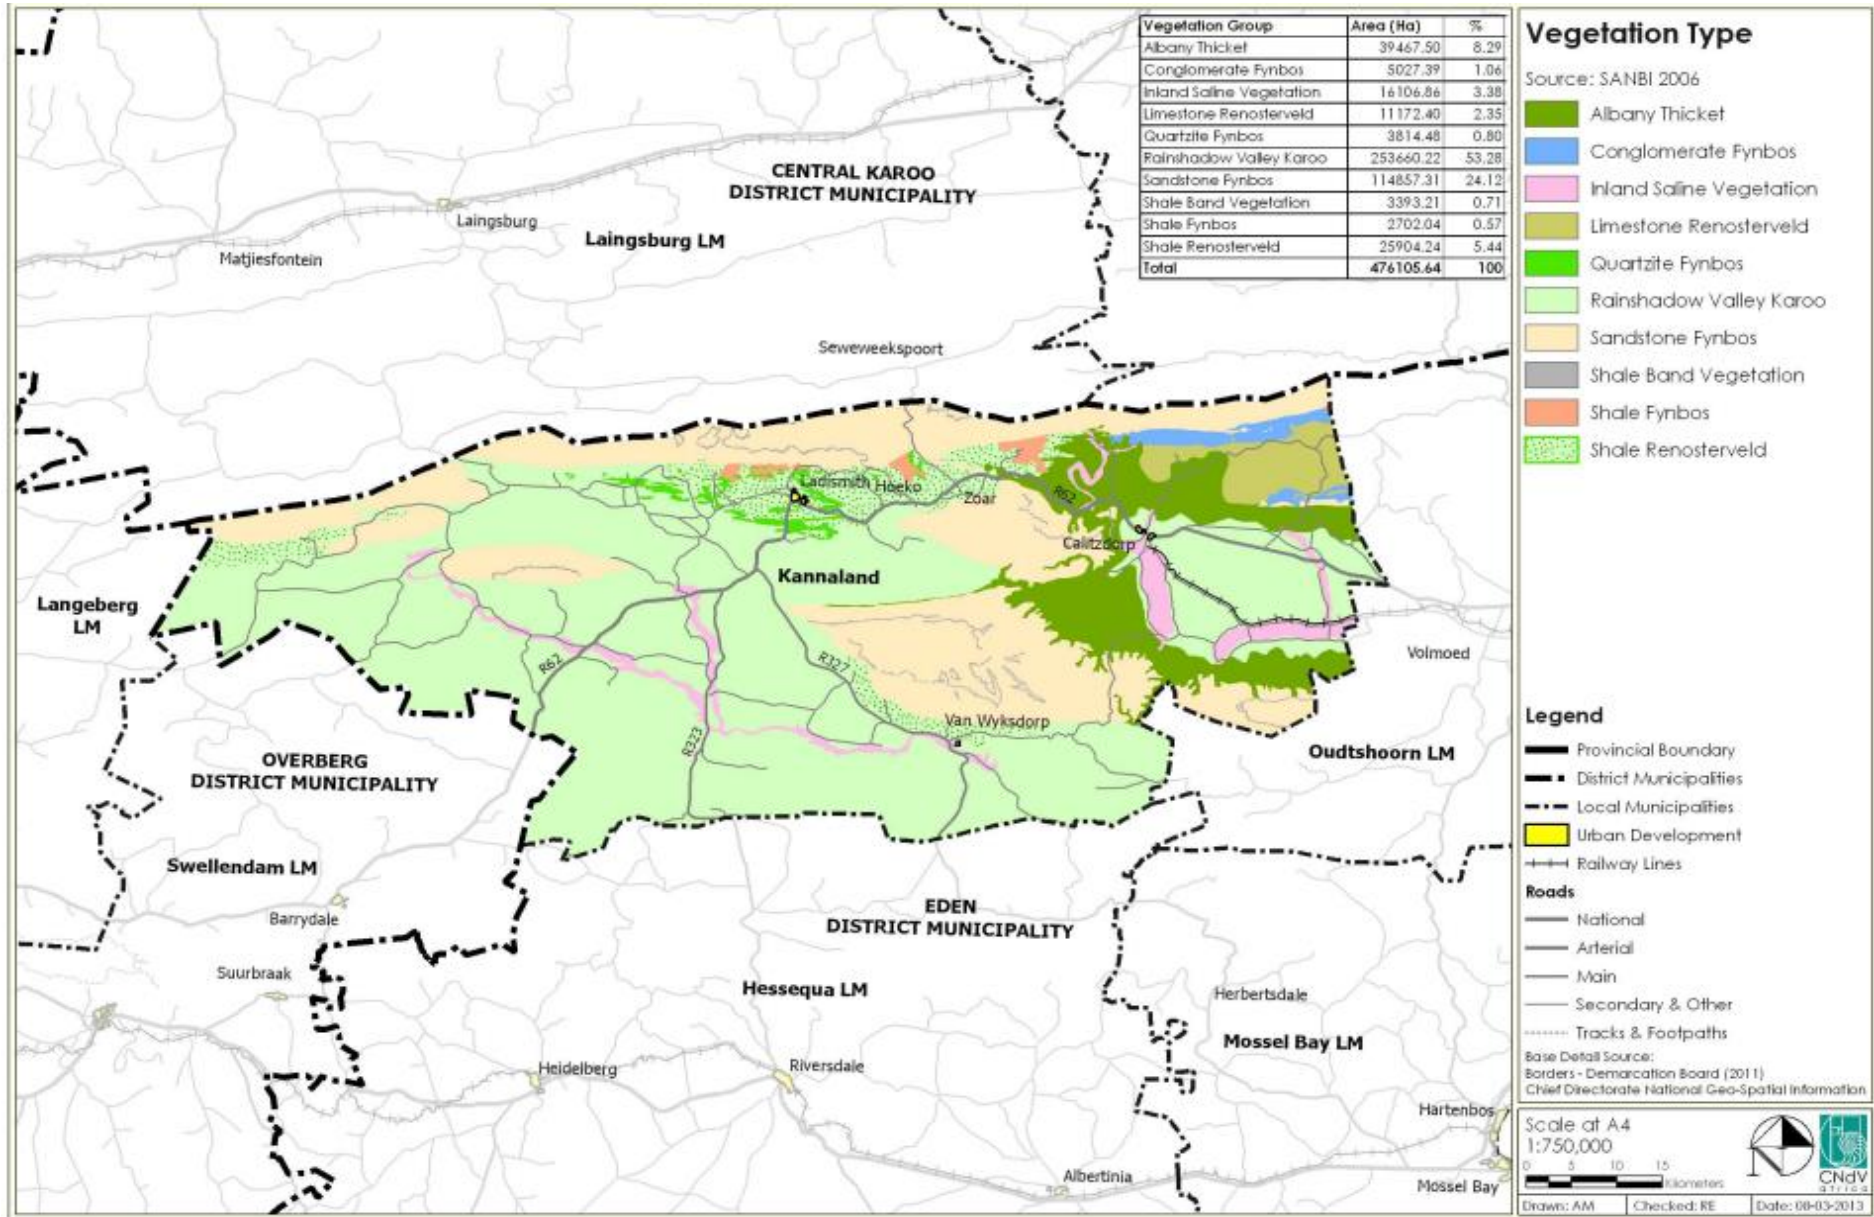 Vegetation Group Area (Ha) %
Albany Thicket 39467.50 8.29
Conglomerate Fynbos 5027.39 1.06
Inland Saline Vegetation 16106.86 3.38
Limestone Renosterveld 11172.40 2.35
Quartzite Fynbos 3814.48 0.80
Rainshadow Valley Karoo 253660.22 53.28
Sandstone Fynbos 114857.31 24.12
Shale Band Vegetation 3393.21 0.71
Shale Fynbos 2702.04 0.57
Shale Renosterveld 25904.24 5.44
Total 476105.64 100
CENTRAL KAROO
DISTRICT MUNICIPALITY
Laingsburg
Laingsburg LM
Matjiesfontein
Seweweekspoort
Ladismith
Hoeko
Zoar
R62
Calitzdorp
Kannaland
Langeberg
LM
R62
R327
Volmoed
Van Wyksdorp
R323
Oudtshoorn LM
OVERBERG
DISTRICT MUNICIPALITY
Swellendam LM
Barrydale
EDEN
DISTRICT MUNICIPALITY
Suurbraak
Hessequa LM
Herbertsdale
Mossel Bay LM
Heidelberg
Riversdale
Hartenbos
Albertinia
Mossel Bay
Vegetation Type
Source: SANBI 2006
Albany Thicket
Conglomerate Fynbos
Inland Saline Vegetation
Limestone Renosterveld
Quartzite Fynbos
Rainshadow Valley Karoo
Sandstone Fynbos
Shale Band Vegetation
Shale Fynbos
Shale Renosterveld
Legend
Provincial Boundary
District Municipalities
Local Municipalities
Urban Development
Railway Lines
Roads
National
Arterial
Main
Secondary & Other
Tracks & Footpaths
Base Detail Source:
Borders - Demarcation Board (2011)
Chief Directorate National Geo-Spatial Information
Scale at A4
1:750,000
0 5 10 15
Kilometers
N
CNdV
africa
Drawn: AM Checked: RE Date: 08-03-2013